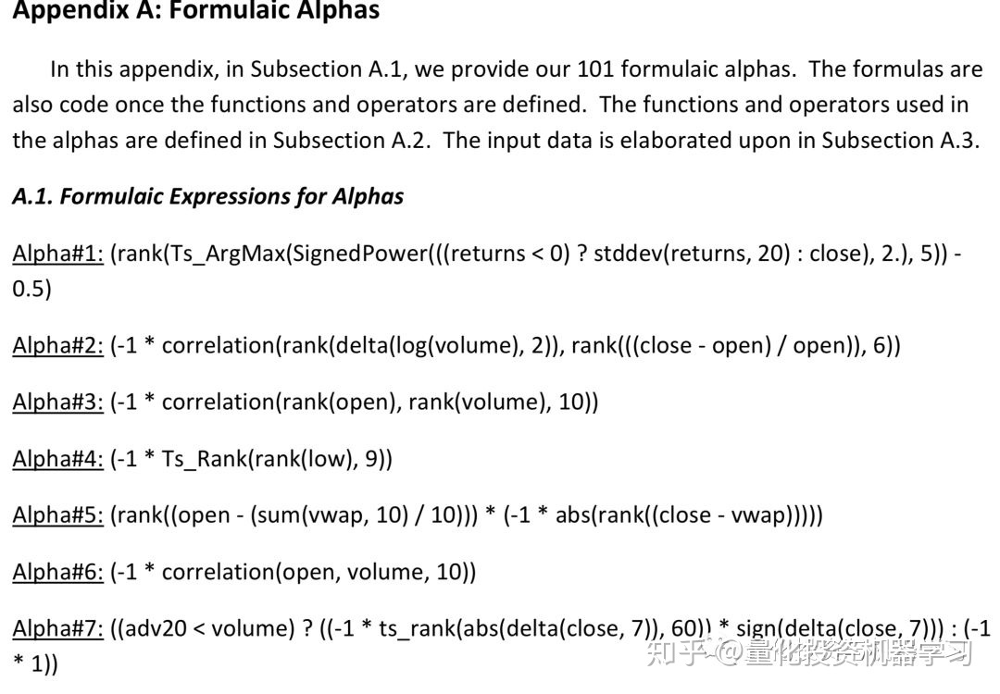 Appendix A: Formulaic Alphas
In this appendix, in Subsection A.1, we provide our 101 formulaic alphas. The formulas are
also code once the functions and operators are defined. The functions and operators used in
the alphas are defined in Subsection A.2. The input data is elaborated upon in Subsection A.3.
A.1. Formulaic Expressions for Alphas
Alpha#1: (rank(Ts_ArgMax(SignedPower(((returns < 0) ? stddev(returns, 20) : close), 2.), 5)) -
0.5)
Alpha#2: (-1 * correlation(rank(delta(log(volume), 2)), rank(((close - open) / open)), 6))
Alpha#3: (-1 * correlation(rank(open), rank(volume), 10))
Alpha#4: (-1 * Ts_Rank(rank(low), 9))
Alpha#5: (rank((open - (sum(vwap, 10) / 10))) * (-1 * abs(rank((close - vwap)))))
Alpha#6: (-1 * correlation(open, volume, 10))
Alpha#7: ((adv20 < volume) ? ((-1 * ts_rank(abs(delta(close, 7)), 60)) * sign(delta(close, 7))) : (-1
* 1))
知乎 @量化投资机器学习